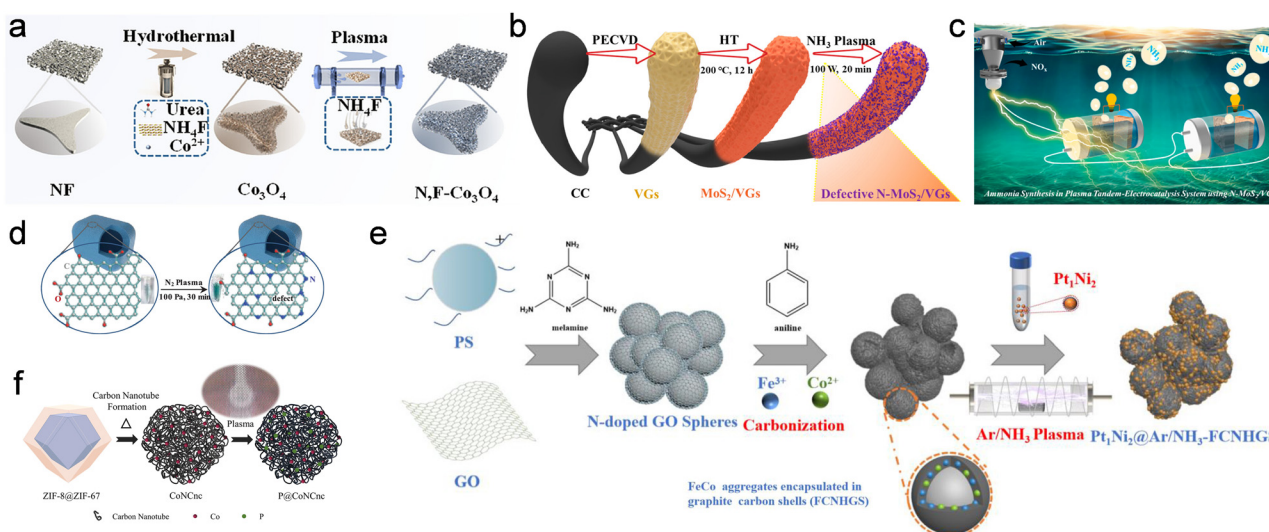 a
Hydrothermal
Plasma
Urea
NH₄F
Co²⁺
NH₄F
NF
Co₃O₄
N,F-Co₃O₄
b
PECVD
HT
NH₃ Plasma
200 °C, 12 h
100 W, 20 min
CC
VGs
MoS₂/VGs
Defective N-MoS₂/VGs
c
Air
NOₓ
NH₃
NH₃
NH₃
Ammonia Synthesis in Plasma Tandem-Electrocatalysis System using N-MoS₂/VG
d
C
O
N₂ Plasma
100 Pa, 30 min
N
defect
e
PS
GO
NH₂
N
N
N
H₂N
NH₂
melamine
N-doped GO Spheres
NH₂
aniline
Fe³⁺
Co²⁺
Carbonization
FeCo aggregates encapsulated in
graphite carbon shells (FCNHGS)
Pt₁Ni₂
Ar/NH₃ Plasma
Pt₁Ni₂@Ar/NH₃-FCNHG
f
Carbon Nanotube
Formation
△
Plasma
ZIF-8@ZIF-67
CoNCnc
P@CoNCnc
Carbon Nanotube
Co
P